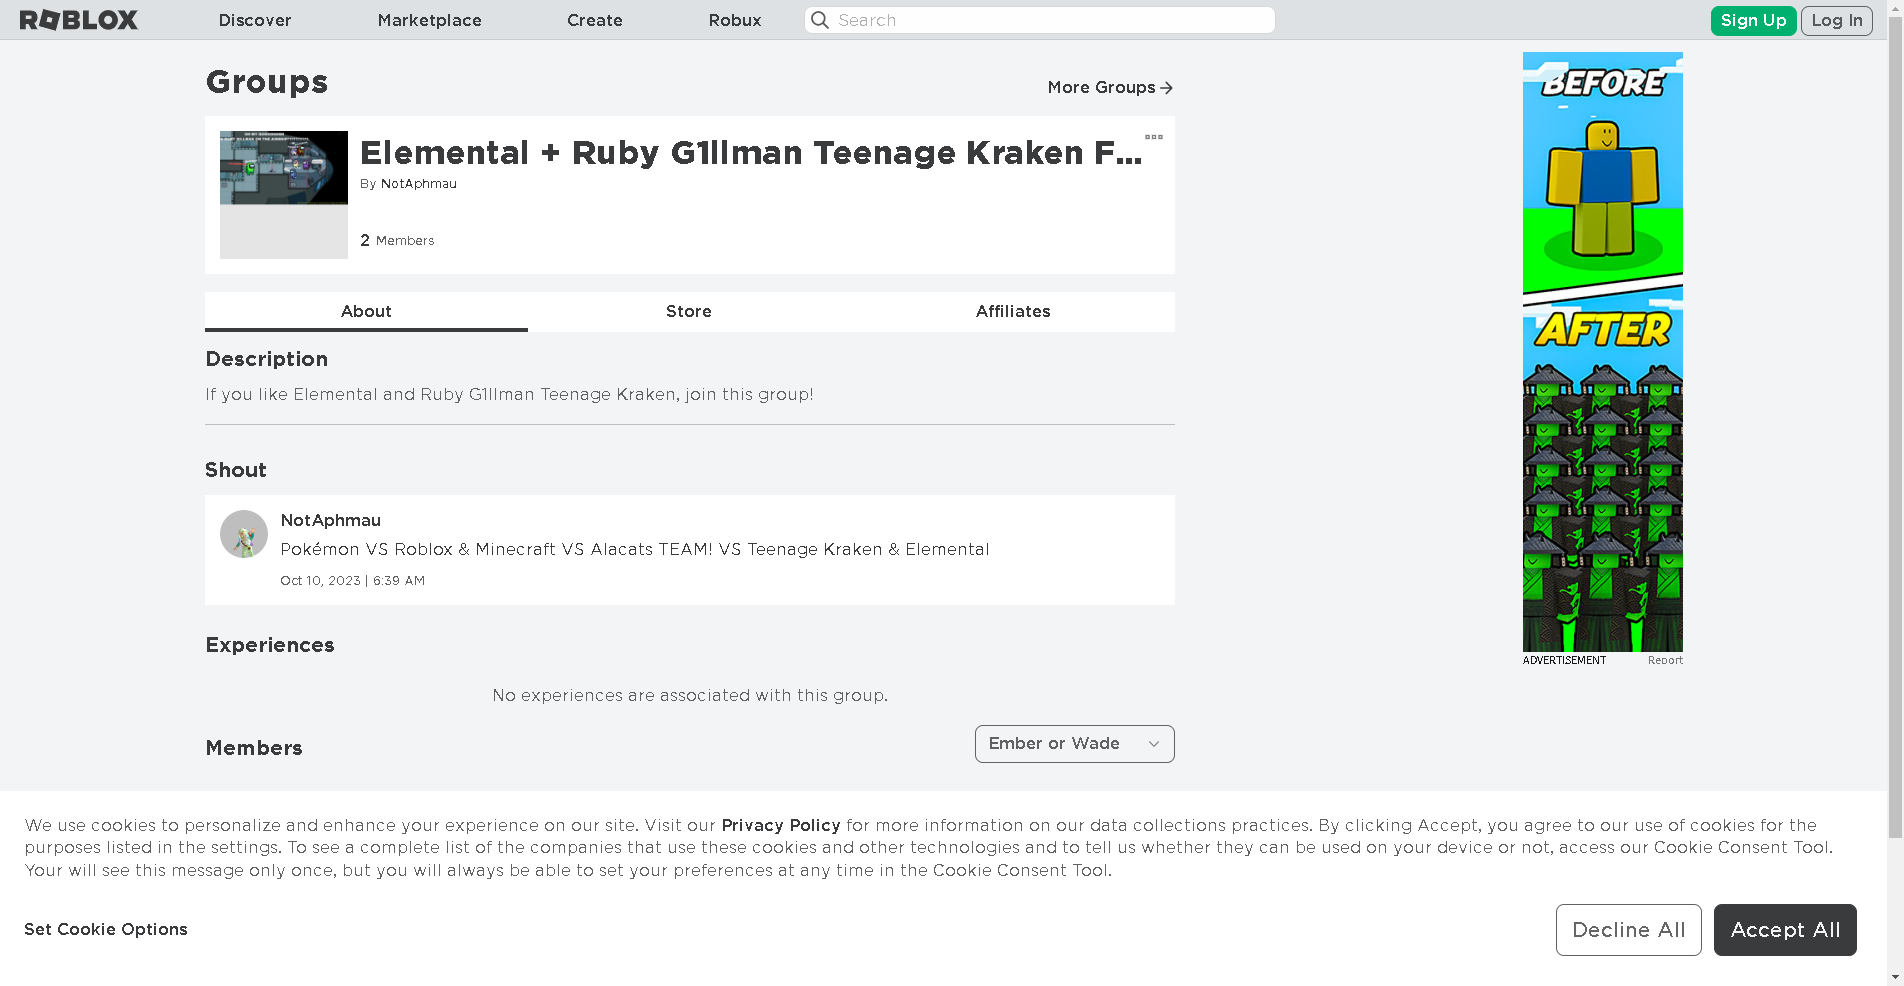 ROBLOX Discover Marketplace Create Robux Search Sign Up Log In
Groups
More Groups
Elemental + Ruby G1llman Teenage Kraken F...
By NotAphmau
2 Members
About Store Affiliates
Description
If you like Elemental and Ruby G1llman Teenage Kraken, join this group!
Shout
NotAphmau
Pokémon VS Roblox & Minecraft VS Alacats TEAM! VS Teenage Kraken & Elemental
Oct 10, 2023 | 6:39 AM
Experiences
No experiences are associated with this group.
Members
Ember or Wade
BEFORE
AFTER
ADVERTISEMENT Report
We use cookies to personalize and enhance your experience on our site. Visit our Privacy Policy for more information on our data collections practices. By clicking Accept, you agree to our use of cookies for the
purposes listed in the settings. To see a complete list of the companies that use these cookies and other technologies and to tell us whether they can be used on your device or not, access our Cookie Consent Tool.
Your will see this message only once, but you will always be able to set your preferences at any time in the Cookie Consent Tool.
Set Cookie Options
Decline All Accept All